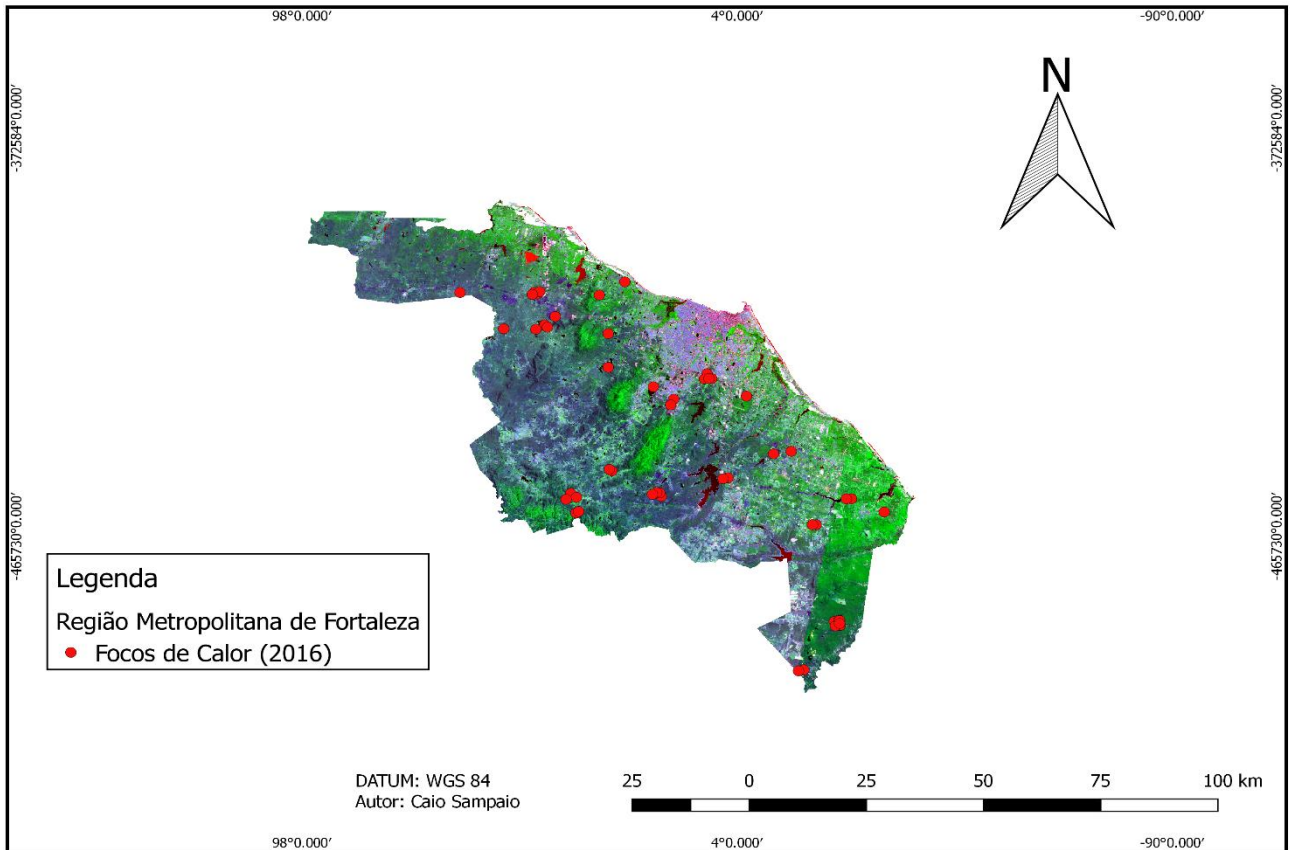 98°0.000′ 4°0.000′ -90°0.000′
-372584°0.000′ -372584°0.000′
N
-465730°0.000′ -465730°0.000′
Legenda
Região Metropolitana de Fortaleza
Focos de Calor (2016)
DATUM: WGS 84
Autor: Caio Sampaio
25 0 25 50 75 100 km
98°0.000′ 4°0.000′ -90°0.000′